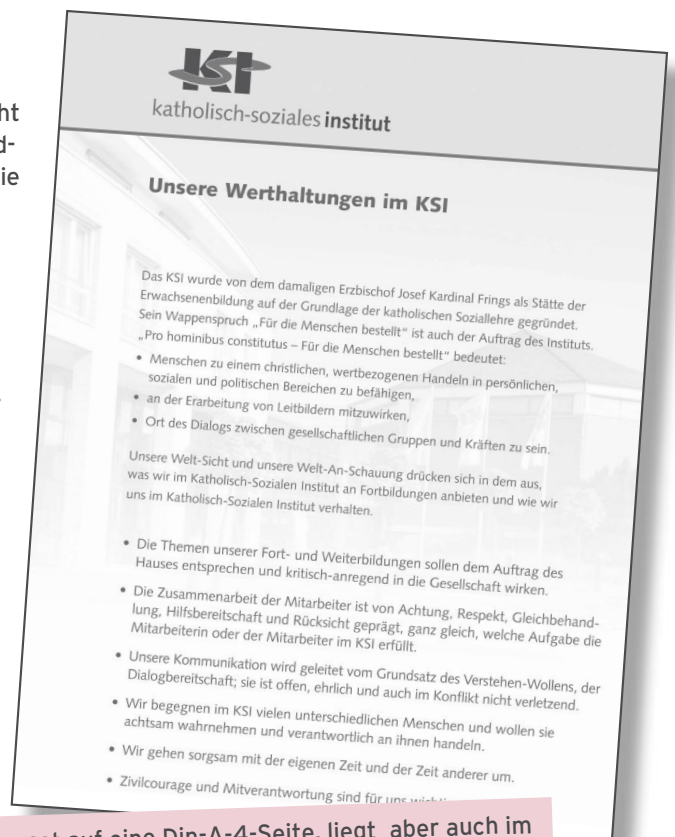 ht
d-
ie
KSI
katholisch-soziales institut
Unsere Werthaltungen im KSI
Das KSI wurde von dem damaligen Erzbischof Josef Kardinal Frings als Stätte der
Erwachsenenbildung auf der Grundlage der katholischen Soziallehre gegründet.
Sein Wappenspruch „Für die Menschen bestellt“ ist auch der Auftrag des Instituts.
„Pro hominibus constitutus – Für die Menschen bestellt“ bedeutet:
• Menschen zu einem christlichen, wertbezogenen Handeln in persönlichen,
sozialen und politischen Bereichen zu befähigen,
• an der Erarbeitung von Leitbildern mitzuwirken,
• Ort des Dialogs zwischen gesellschaftlichen Gruppen und Kräften zu sein.
Unsere Welt-Sicht und unsere Welt-An-Schauung drücken sich in dem aus,
was wir im Katholisch-Sozialen Institut an Fortbildungen anbieten und wie wir
uns im Katholisch-Sozialen Institut verhalten.
• Die Themen unserer Fort- und Weiterbildungen sollen dem Auftrag des
Hauses entsprechen und kritisch-anregend in die Gesellschaft wirken.
• Die Zusammenarbeit der Mitarbeiter ist von Achtung, Respekt, Gleichbehand-
lung, Hilfsbereitschaft und Rücksicht geprägt, ganz gleich, welche Aufgabe die
Mitarbeiterin oder der Mitarbeiter im KSI erfüllt.
• Unsere Kommunikation wird geleitet vom Grundsatz des Verstehen-Wollens, der
Dialogbereitschaft; sie ist offen, ehrlich und auch im Konflikt nicht verletzend.
• Wir begegnen im KSI vielen unterschiedlichen Menschen und wollen sie
achtsam wahrnehmen und verantwortlich an ihnen handeln.
• Wir gehen sorgsam mit der eigenen Zeit und der Zeit anderer um.
• Zivilcourage und Mitverantwortung sind für uns
auf eine Din-A-4-Seite, liegt aber auch im